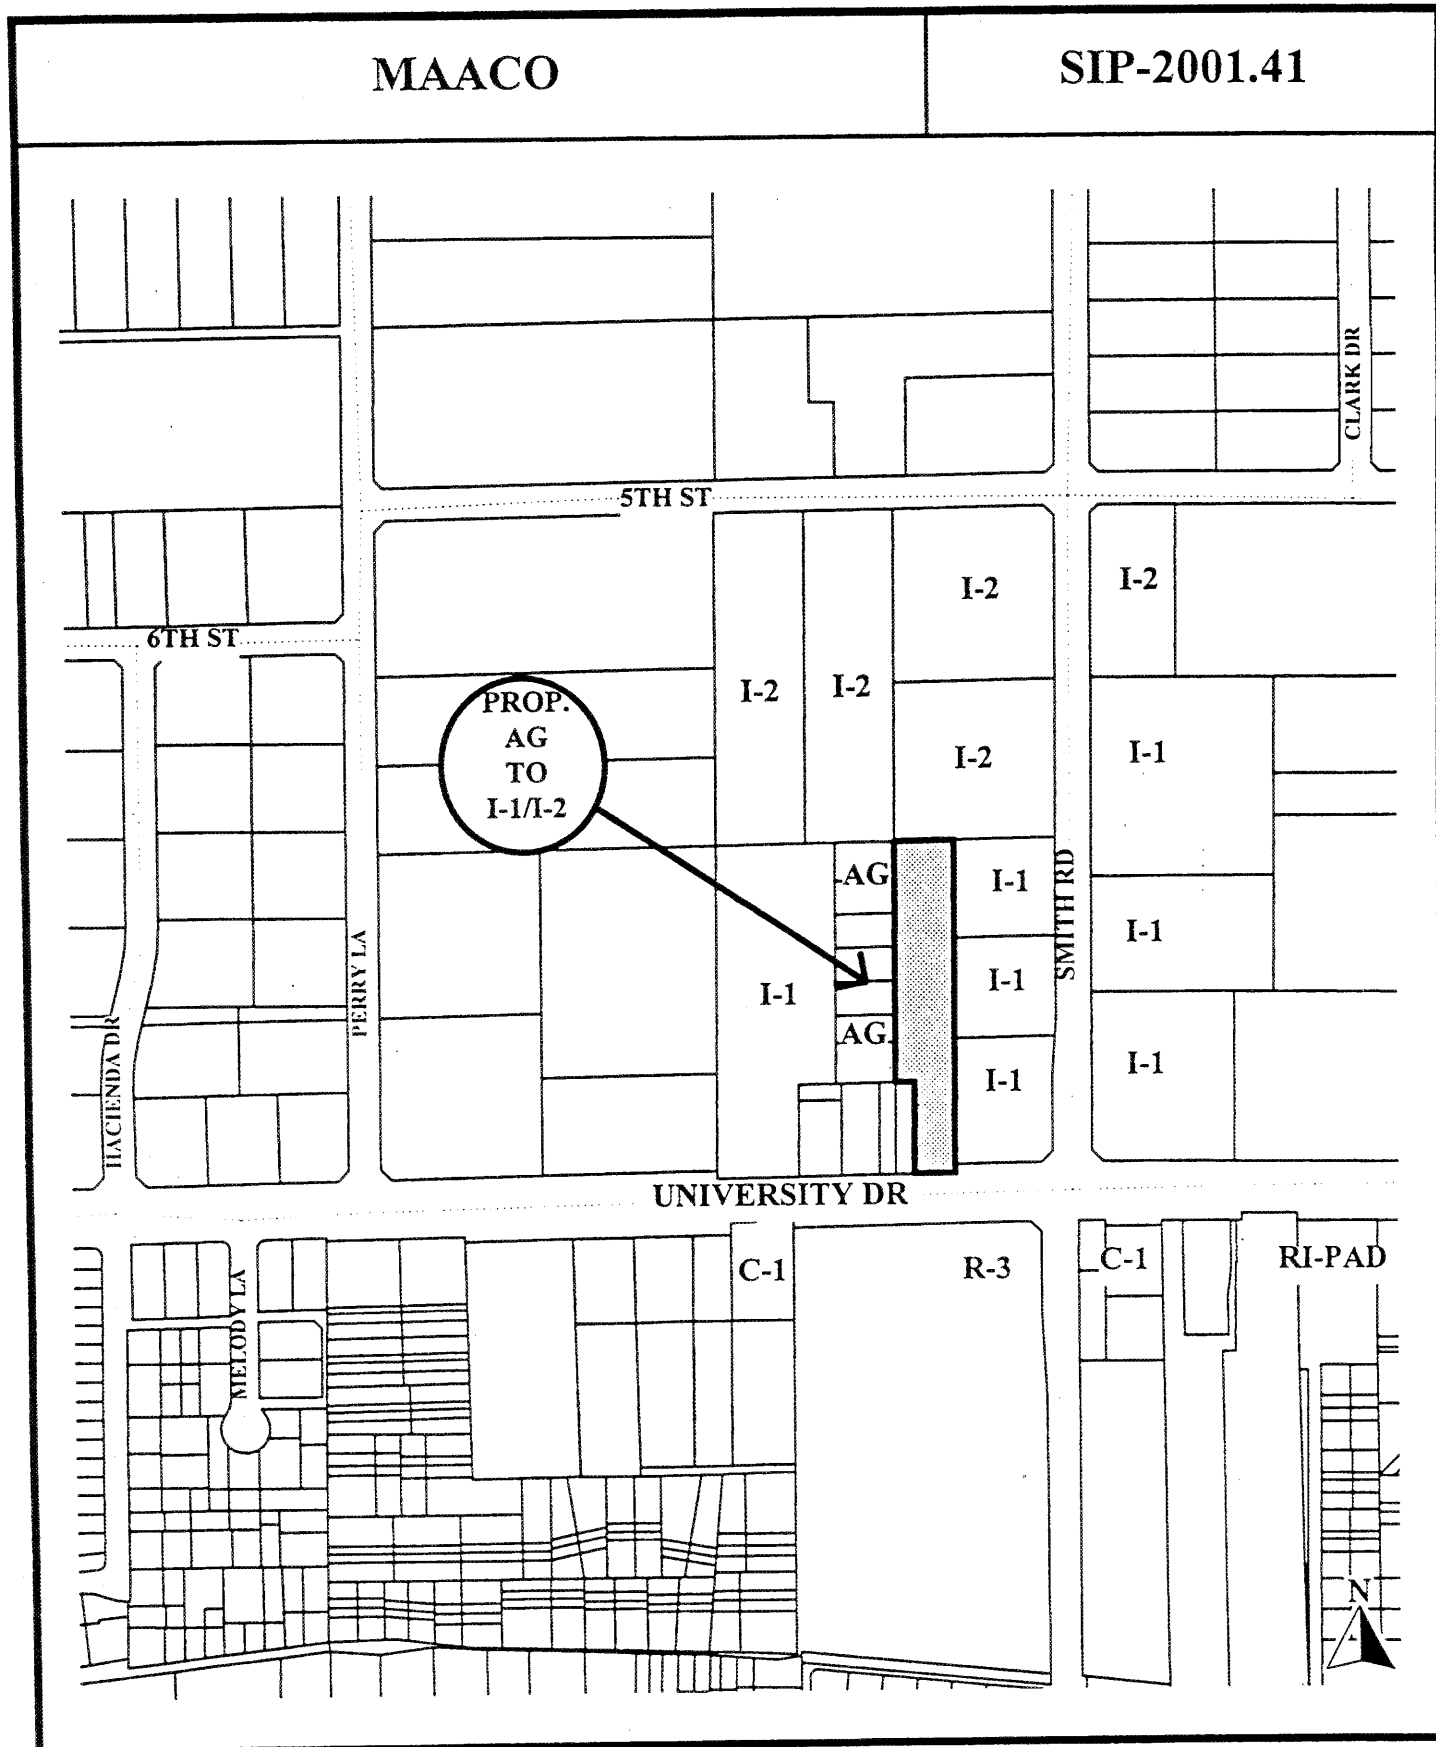 MAACO
SIP-2001.41
CLARK DR
5TH ST
I-2
I-2
6TH ST
I-2
I-2
PROP.
AG
TO
I-1/I-2
I-2
I-1
AG
I-1
SMITH RD
I-1
PERRY LA
I-1
I-1
HACIENDA DR
AG
I-1
I-1
UNIVERSITY DR
C-1
R-3
C-1
RI-PAD
MELODY LA
N